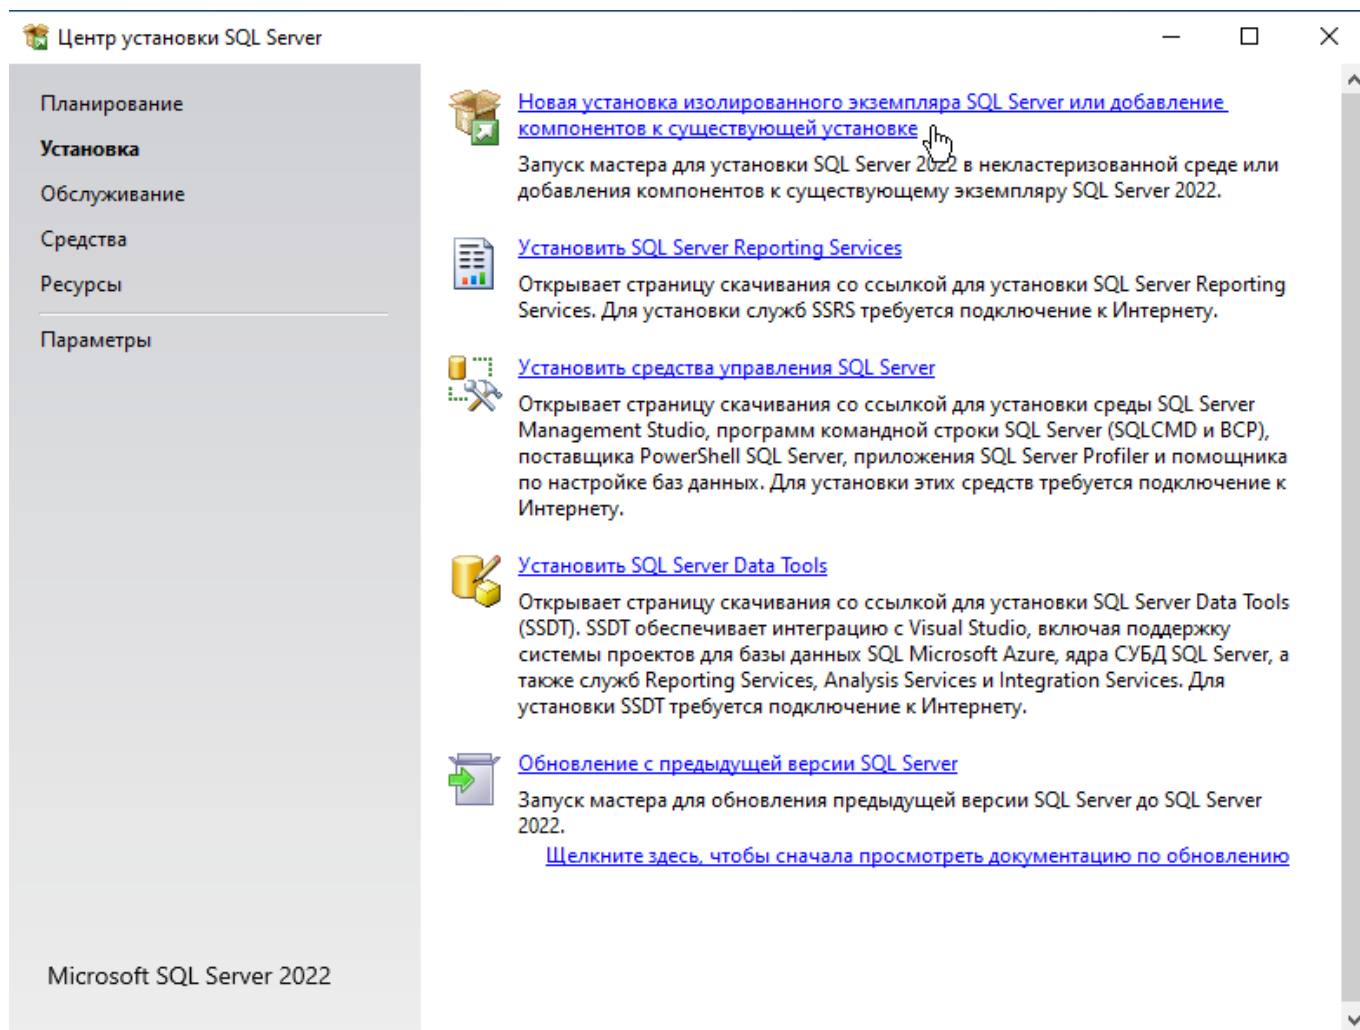 Центр установки SQL Server
Планирование
Установка
Обслуживание
Средства
Ресурсы
Параметры
Microsoft SQL Server 2022
Новая установка изолированного экземпляра SQL Server или добавление
компонентов к существующей установке
Запуск мастера для установки SQL Server 2022 в некластеризованной среде или
добавления компонентов к существующему экземпляру SQL Server 2022.
Установить SQL Server Reporting Services
Открывает страницу скачивания со ссылкой для установки SQL Server Reporting
Services. Для установки служб SSRS требуется подключение к Интернету.
Установить средства управления SQL Server
Открывает страницу скачивания со ссылкой для установки среды SQL Server
Management Studio, программ командной строки SQL Server (SQLCMD и BCP),
поставщика PowerShell SQL Server, приложения SQL Server Profiler и помощника
по настройке баз данных. Для установки этих средств требуется подключение к
Интернету.
Установить SQL Server Data Tools
Открывает страницу скачивания со ссылкой для установки SQL Server Data Tools
(SSDT). SSDT обеспечивает интеграцию с Visual Studio, включая поддержку
системы проектов для базы данных SQL Microsoft Azure, ядра СУБД SQL Server, а
также служб Reporting Services, Analysis Services и Integration Services. Для
установки SSDT требуется подключение к Интернету.
Обновление с предыдущей версии SQL Server
Запуск мастера для обновления предыдущей версии SQL Server до SQL Server
2022.
Щелкните здесь, чтобы сначала просмотреть документацию по обновлению